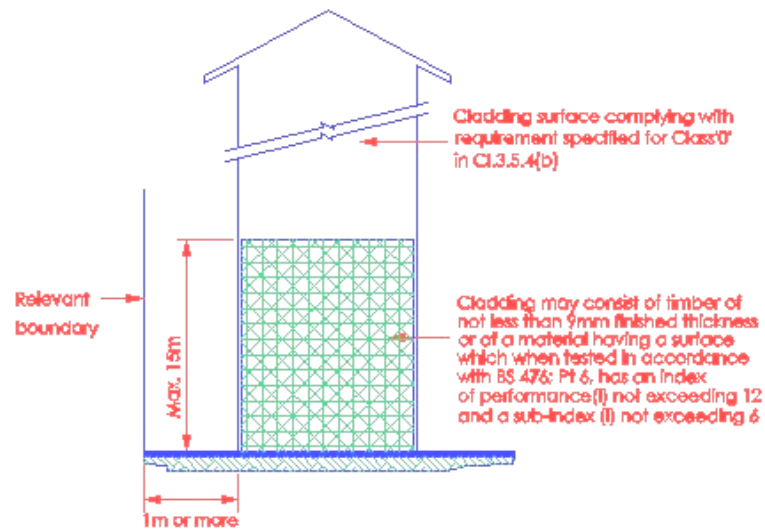 Cladding surface complying with
requirement specified for Class'0'
in Cl.3.5.4(b)
Relevant
boundary
Max. 15m
Cladding may consist of timber of
not less than 9mm finished thickness
or of a material having a surface
which when tested in accordance
with BS 476: Pt 6, has an index
of performance(I) not exceeding 12
and a sub-index (i) not exceeding 6
1m or more